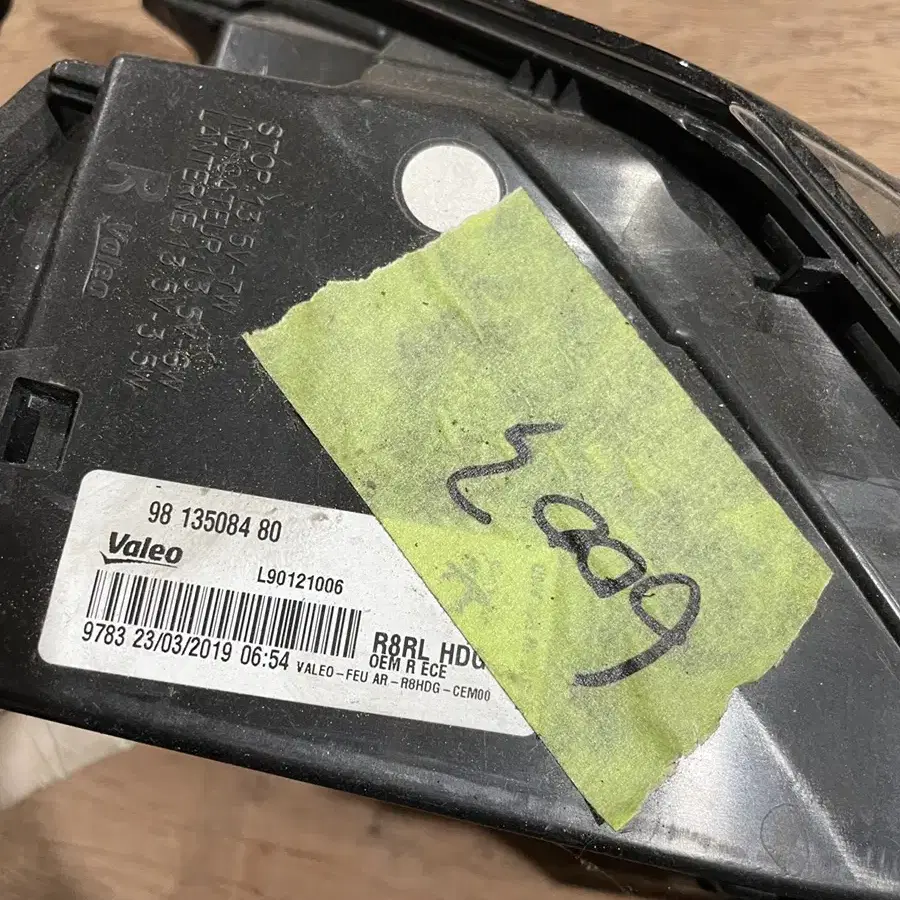 STOP 13.5V-7W
INDICATEUR 13.5V-6W
LANTERNE-13.5V-3.5W
R
Valeo
98 135084 80
Valeo
L90121006
9783 23/03/2019 06:54
R8RL HDG
OEM R ECE
VALEO-FEU AR-R8HDG-CEM00